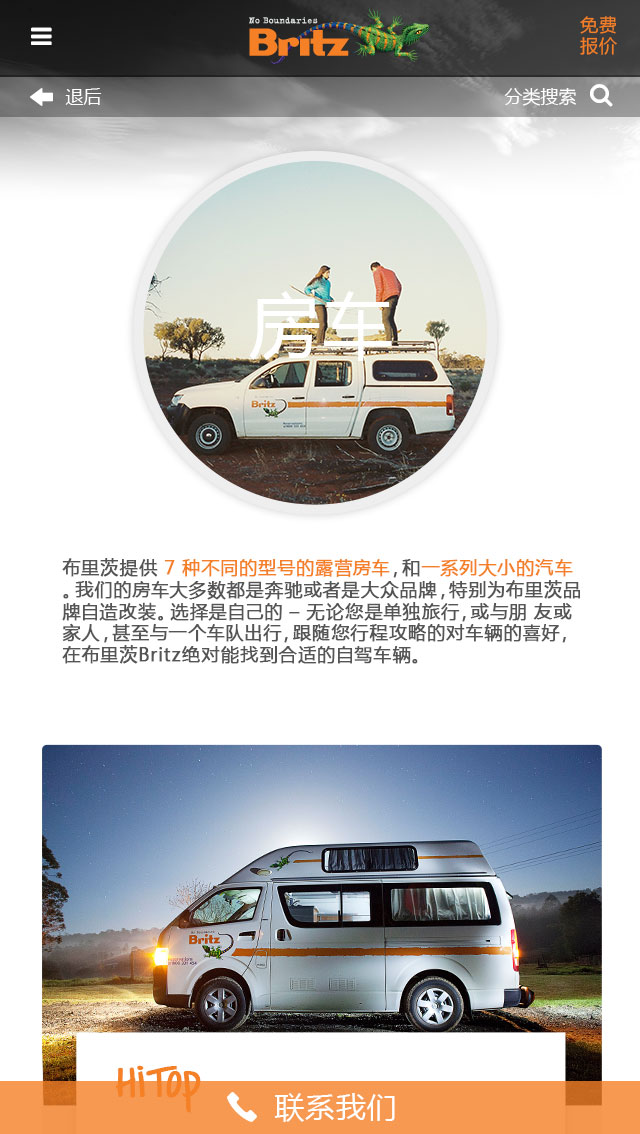 No Boundaries
Britz
免费
报价
退后
分类搜索
房车
Britz
布里茨提供 7 种不同的型号的露营房车，和一系列大小的汽车
。我们的房车大多数都是奔驰或者是大众品牌，特别为布里茨品
牌自造改装。选择是自己的 – 无论您是单独旅行，或与朋 友或
家人，甚至与一个车队出行，跟随您行程攻略的对车辆的喜好，
在布里茨Britz绝对能找到合适的自驾车辆。
No Boundaries
Britz
HiTop
联系我们